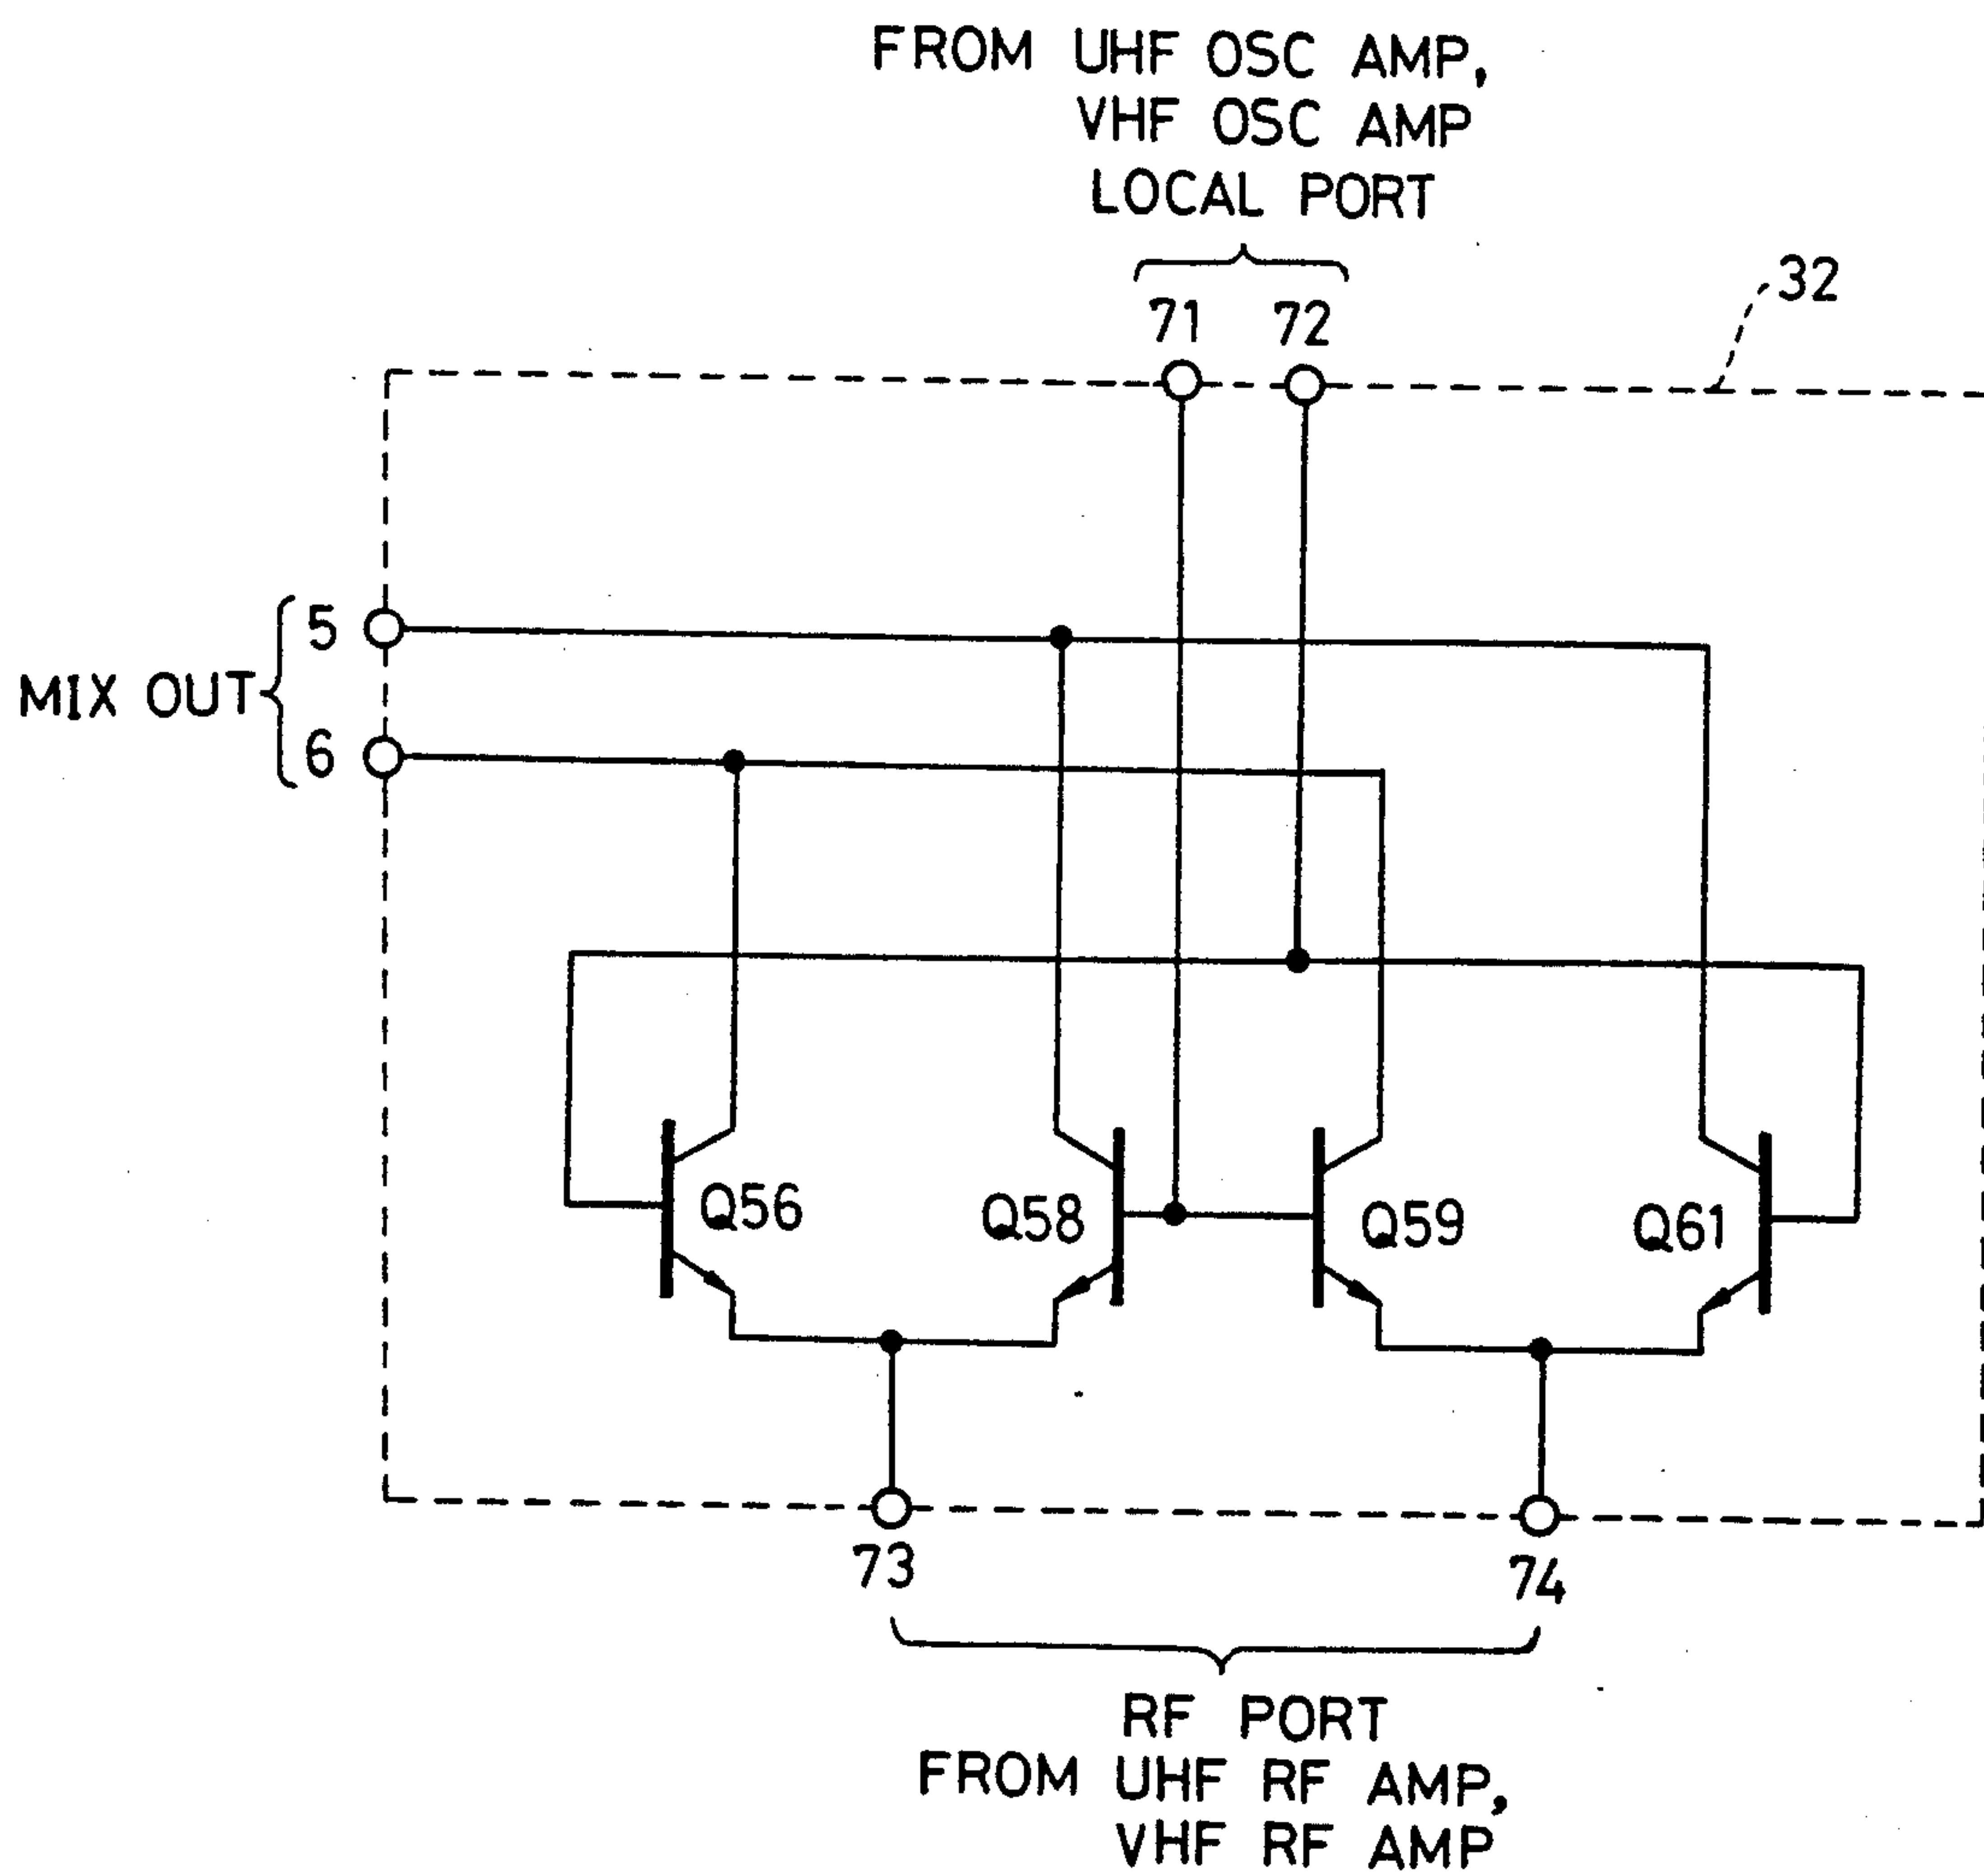 FROM UHF OSC AMP,
VHF OSC AMP
LOCAL PORT
71 72
32
5
MIX OUT
6
Q56 Q58 Q59 Q61
73
74
RF PORT
FROM UHF RF AMP,
VHF RF AMP